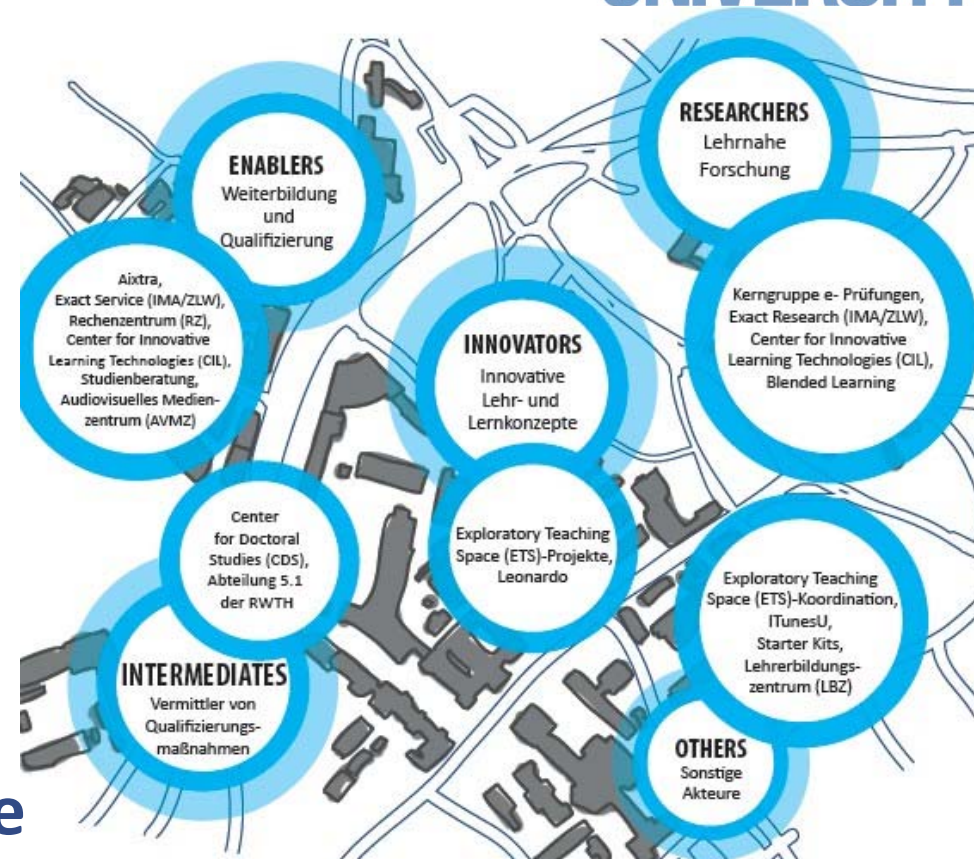 UNIVERSITY
ENABLERS
Weiterbildung
und
Qualifizierung
Aixtra,
Exact Service (IMA/ZLW),
Rechenzentrum (RZ),
Center for Innovative
Learning Technologies (CIL),
Studienberatung,
Audiovisuelles Medien-
zentrum (AVMZ)
RESEARCHERS
Lehrnahe
Forschung
Kerngruppe e- Prüfungen,
Exact Research (IMA/ZLW),
Center for Innovative
Learning Technologies (CIL),
Blended Learning
INNOVATORS
Innovative
Lehr- und
Lernkonzepte
Exploratory Teaching
Space (ETS)-Projekte,
Leonardo
Center
for Doctoral
Studies (CDS),
Abteilung 5.1
der RWTH
INTERMEDIATES
Vermittler von
Qualifizierungs-
maßnahmen
Exploratory Teaching
Space (ETS)-Koordination,
ITunesU,
Starter Kits,
Lehrerbildungs-
zentrum (LBZ)
OTHERS
Sonstige
Akteure
e